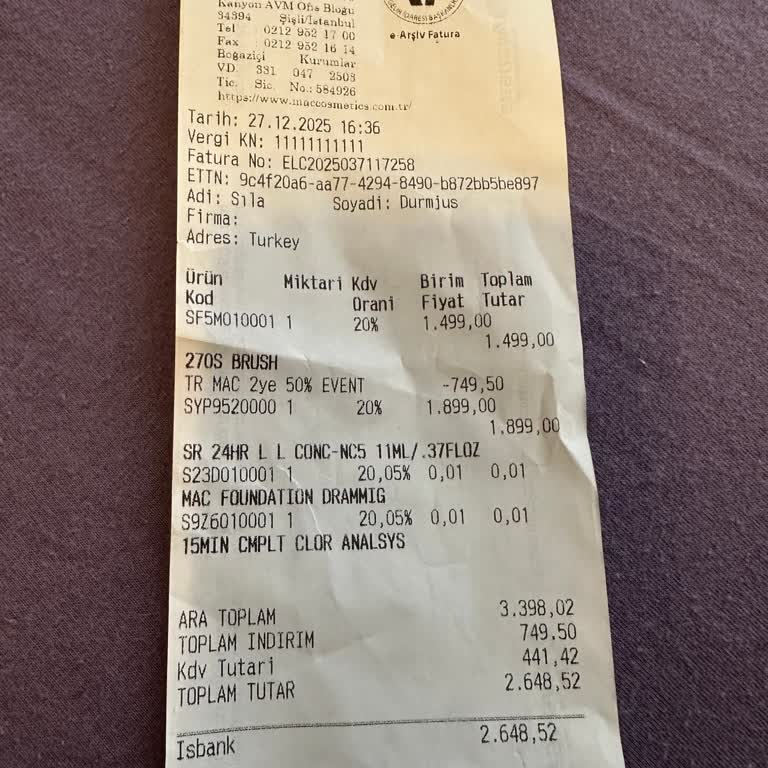 Kanyon AVM Ofis Bloğu
34394 Şişli/İstanbul
Tel 0212 952 17 00
Fax 0212 952 16 14
Boğaziçi Kurumlar
VD. 331 047 2503
Tic. Sic. No.: 584926
https://www.maccosmetics.com.tr/
e-Arşiv Fatura
Tarih: 27.12.2025 16:36
Vergi KN: 11111111111
Fatura No: ELC2025037117258
ETTN: 9c4f20a6-aa77-4294-8490-b872bb5be897
Adi: Sıla Soyadi: Durmjus
Firma:
Adres: Turkey
Ürün Miktari Kdv Birim Toplam
Kod Orani Fiyat Tutar
SF5M010001 1 20% 1.499,00
1.499,00
270S BRUSH
TR MAC 2ye 50% EVENT -749,50
SYP9520000 1 20% 1.899,00
1.899,00
SR 24HR L L CONC-NC5 11ML/.37FLOZ
S23D010001 1 20,05% 0,01 0,01
MAC FOUNDATION DRAMMIG
S9Z6010001 1 20,05% 0,01 0,01
15MIN CMPLT CLOR ANALSYS
ARA TOPLAM 3.398,02
TOPLAM INDIRIM 749.50
Kdv Tutari 441,42
TOPLAM TUTAR 2.648,52
Isbank 2.648,52